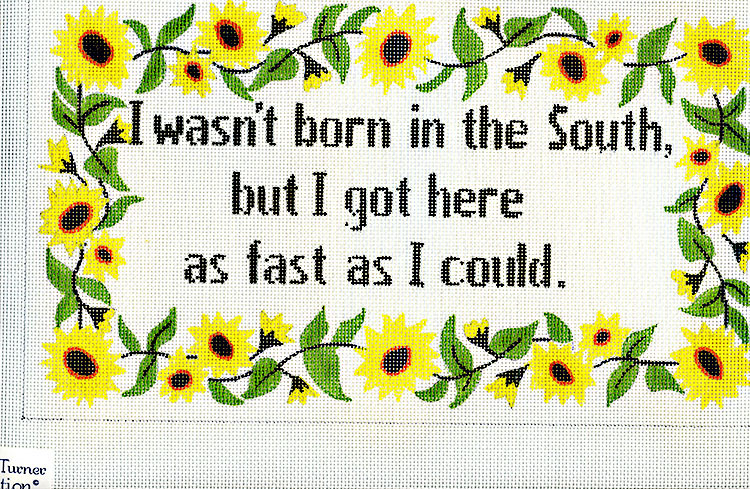 I wasn't born in the South,
but I got here
as fast as I could.
Turner
tion©